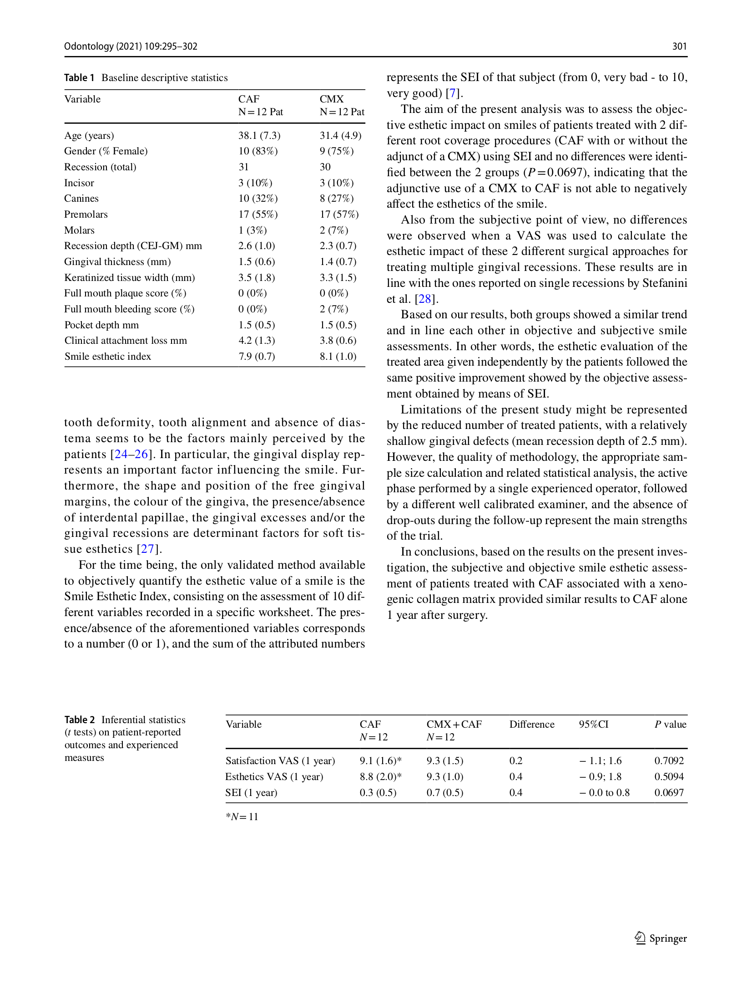 Odontology (2021) 109:295–302
301
Table 1 Baseline descriptive statistics
Variable CAF CMX
N=12 Pat N=12 Pat
Age (years) 38.1 (7.3) 31.4 (4.9)
Gender (% Female) 10 (83%) 9 (75%)
Recession (total) 31 30
Incisor 3 (10%) 3 (10%)
Canines 10 (32%) 8 (27%)
Premolars 17 (55%) 17 (57%)
Molars 1 (3%) 2 (7%)
Recession depth (CEJ-GM) mm 2.6 (1.0) 2.3 (0.7)
Gingival thickness (mm) 1.5 (0.6) 1.4 (0.7)
Keratinized tissue width (mm) 3.5 (1.8) 3.3 (1.5)
Full mouth plaque score (%) 0 (0%) 0 (0%)
Full mouth bleeding score (%) 0 (0%) 2 (7%)
Pocket depth mm 1.5 (0.5) 1.5 (0.5)
Clinical attachment loss mm 4.2 (1.3) 3.8 (0.6)
Smile esthetic index 7.9 (0.7) 8.1 (1.0)
tooth deformity, tooth alignment and absence of dias-
tema seems to be the factors mainly perceived by the
patients [24–26]. In particular, the gingival display rep-
resents an important factor influencing the smile. Fur-
thermore, the shape and position of the free gingival
margins, the colour of the gingiva, the presence/absence
of interdental papillae, the gingival excesses and/or the
gingival recessions are determinant factors for soft tis-
sue esthetics [27].
For the time being, the only validated method available
to objectively quantify the esthetic value of a smile is the
Smile Esthetic Index, consisting on the assessment of 10 dif-
ferent variables recorded in a specific worksheet. The pres-
ence/absence of the aforementioned variables corresponds
to a number (0 or 1), and the sum of the attributed numbers
represents the SEI of that subject (from 0, very bad - to 10,
very good) [7].
The aim of the present analysis was to assess the objec-
tive esthetic impact on smiles of patients treated with 2 dif-
ferent root coverage procedures (CAF with or without the
adjunct of a CMX) using SEI and no differences were identi-
fied between the 2 groups (P=0.0697), indicating that the
adjunctive use of a CMX to CAF is not able to negatively
affect the esthetics of the smile.
Also from the subjective point of view, no differences
were observed when a VAS was used to calculate the
esthetic impact of these 2 different surgical approaches for
treating multiple gingival recessions. These results are in
line with the ones reported on single recessions by Stefanini
et al. [28].
Based on our results, both groups showed a similar trend
and in line each other in objective and subjective smile
assessments. In other words, the esthetic evaluation of the
treated area given independently by the patients followed the
same positive improvement showed by the objective assess-
ment obtained by means of SEI.
Limitations of the present study might be represented
by the reduced number of treated patients, with a relatively
shallow gingival defects (mean recession depth of 2.5 mm).
However, the quality of methodology, the appropriate sam-
ple size calculation and related statistical analysis, the active
phase performed by a single experienced operator, followed
by a different well calibrated examiner, and the absence of
drop-outs during the follow-up represent the main strengths
of the trial.
In conclusions, based on the results on the present inves-
tigation, the subjective and objective smile esthetic assess-
ment of patients treated with CAF associated with a xeno-
genic collagen matrix provided similar results to CAF alone
1 year after surgery.
Table 2 Inferential statistics
(t tests) on patient-reported
outcomes and experienced
measures
Variable CAF CMX+CAF Difference 95%CI P value
N=12 N=12
Satisfaction VAS (1 year) 9.1 (1.6)* 9.3 (1.5) 0.2 − 1.1; 1.6 0.7092
Esthetics VAS (1 year) 8.8 (2.0)* 9.3 (1.0) 0.4 − 0.9; 1.8 0.5094
SEI (1 year) 0.3 (0.5) 0.7 (0.5) 0.4 − 0.0 to 0.8 0.0697
*N=11
Springer